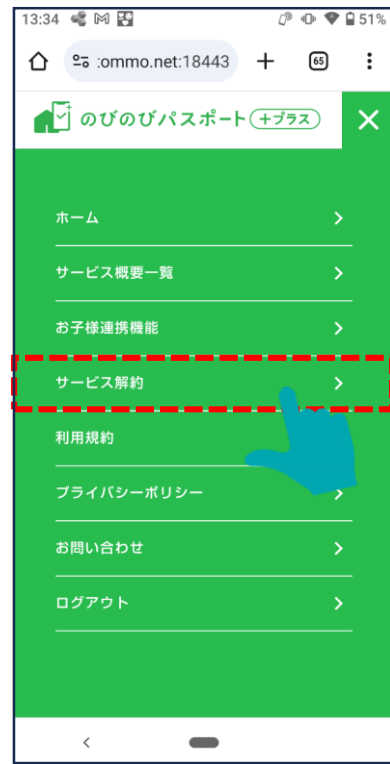 13:34 51%
:ommo.net:18443 65
のびのびパスポート +プラス
ホーム
サービス概要一覧
お子様連携機能
サービス解約
利用規約
プライバシーポリシー
お問い合わせ
ログアウト